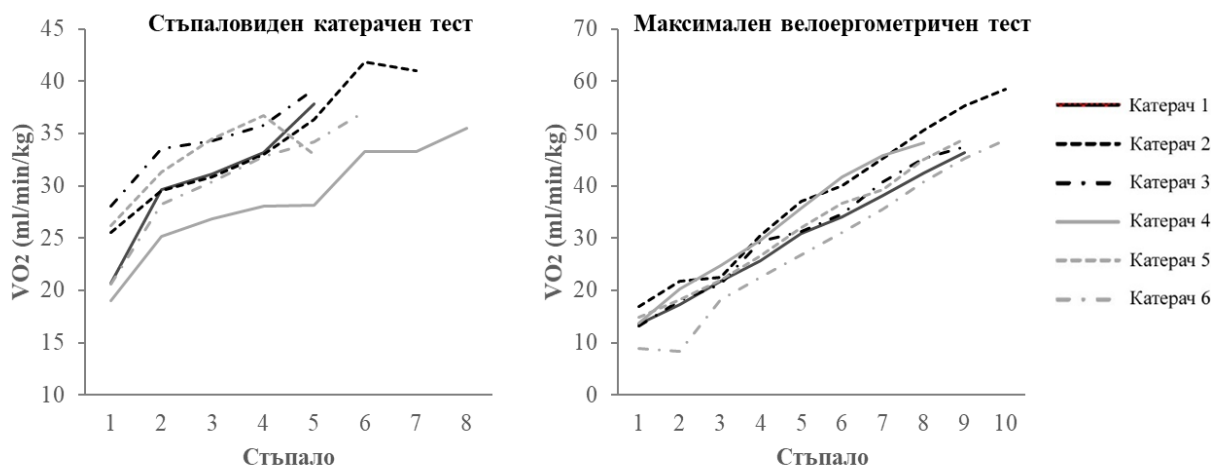 Стъпаловиден катерачен тест
45
40
35
30
25
20
15
10
VO2 (ml/min/kg)
1 2 3 4 5 6 7 8
Стъпало
Максимален велоергометричен тест
70
60
50
40
30
20
10
0
VO2 (ml/min/kg)
1 2 3 4 5 6 7 8 9 10
Стъпало
Катерач 1
Катерач 2
Катерач 3
Катерач 4
Катерач 5
Катерач 6